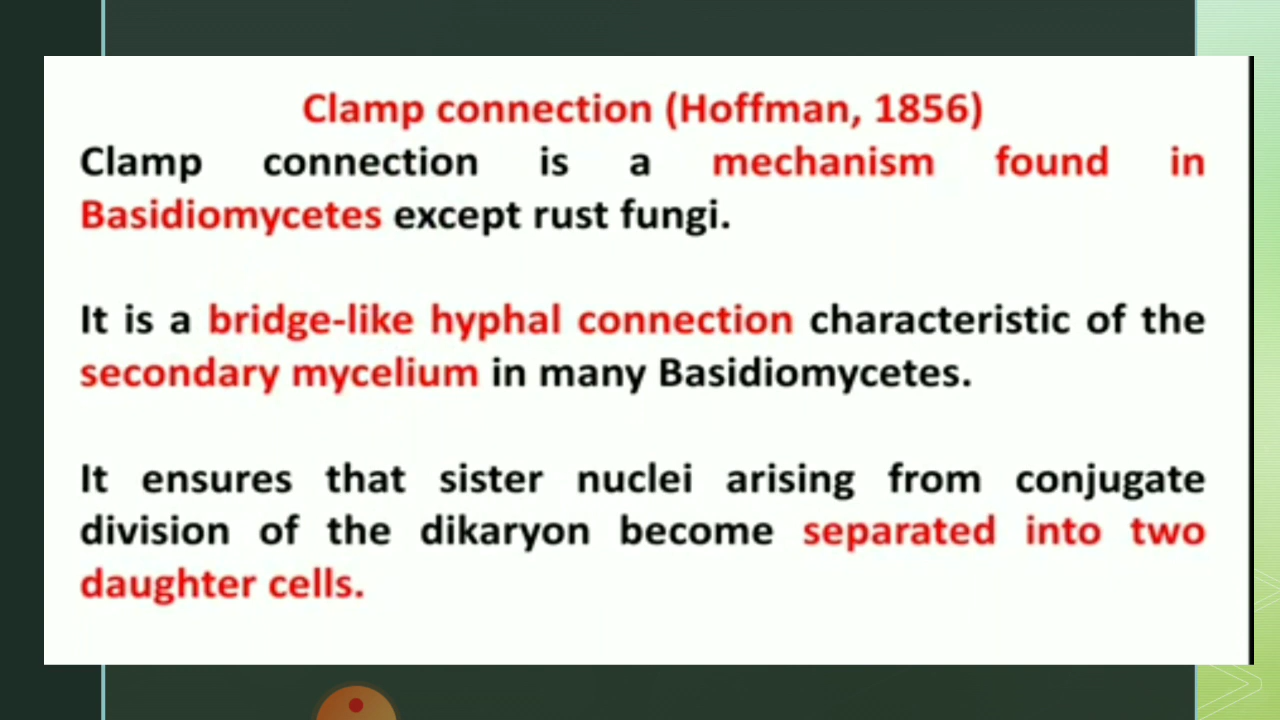 Clamp connection (Hoffman, 1856)
Clamp connection is a mechanism found in
Basidiomycetes except rust fungi.
It is a bridge-like hyphal connection characteristic of the
secondary mycelium in many Basidiomycetes.
It ensures that sister nuclei arising from conjugate
division of the dikaryon become separated into two
daughter cells.